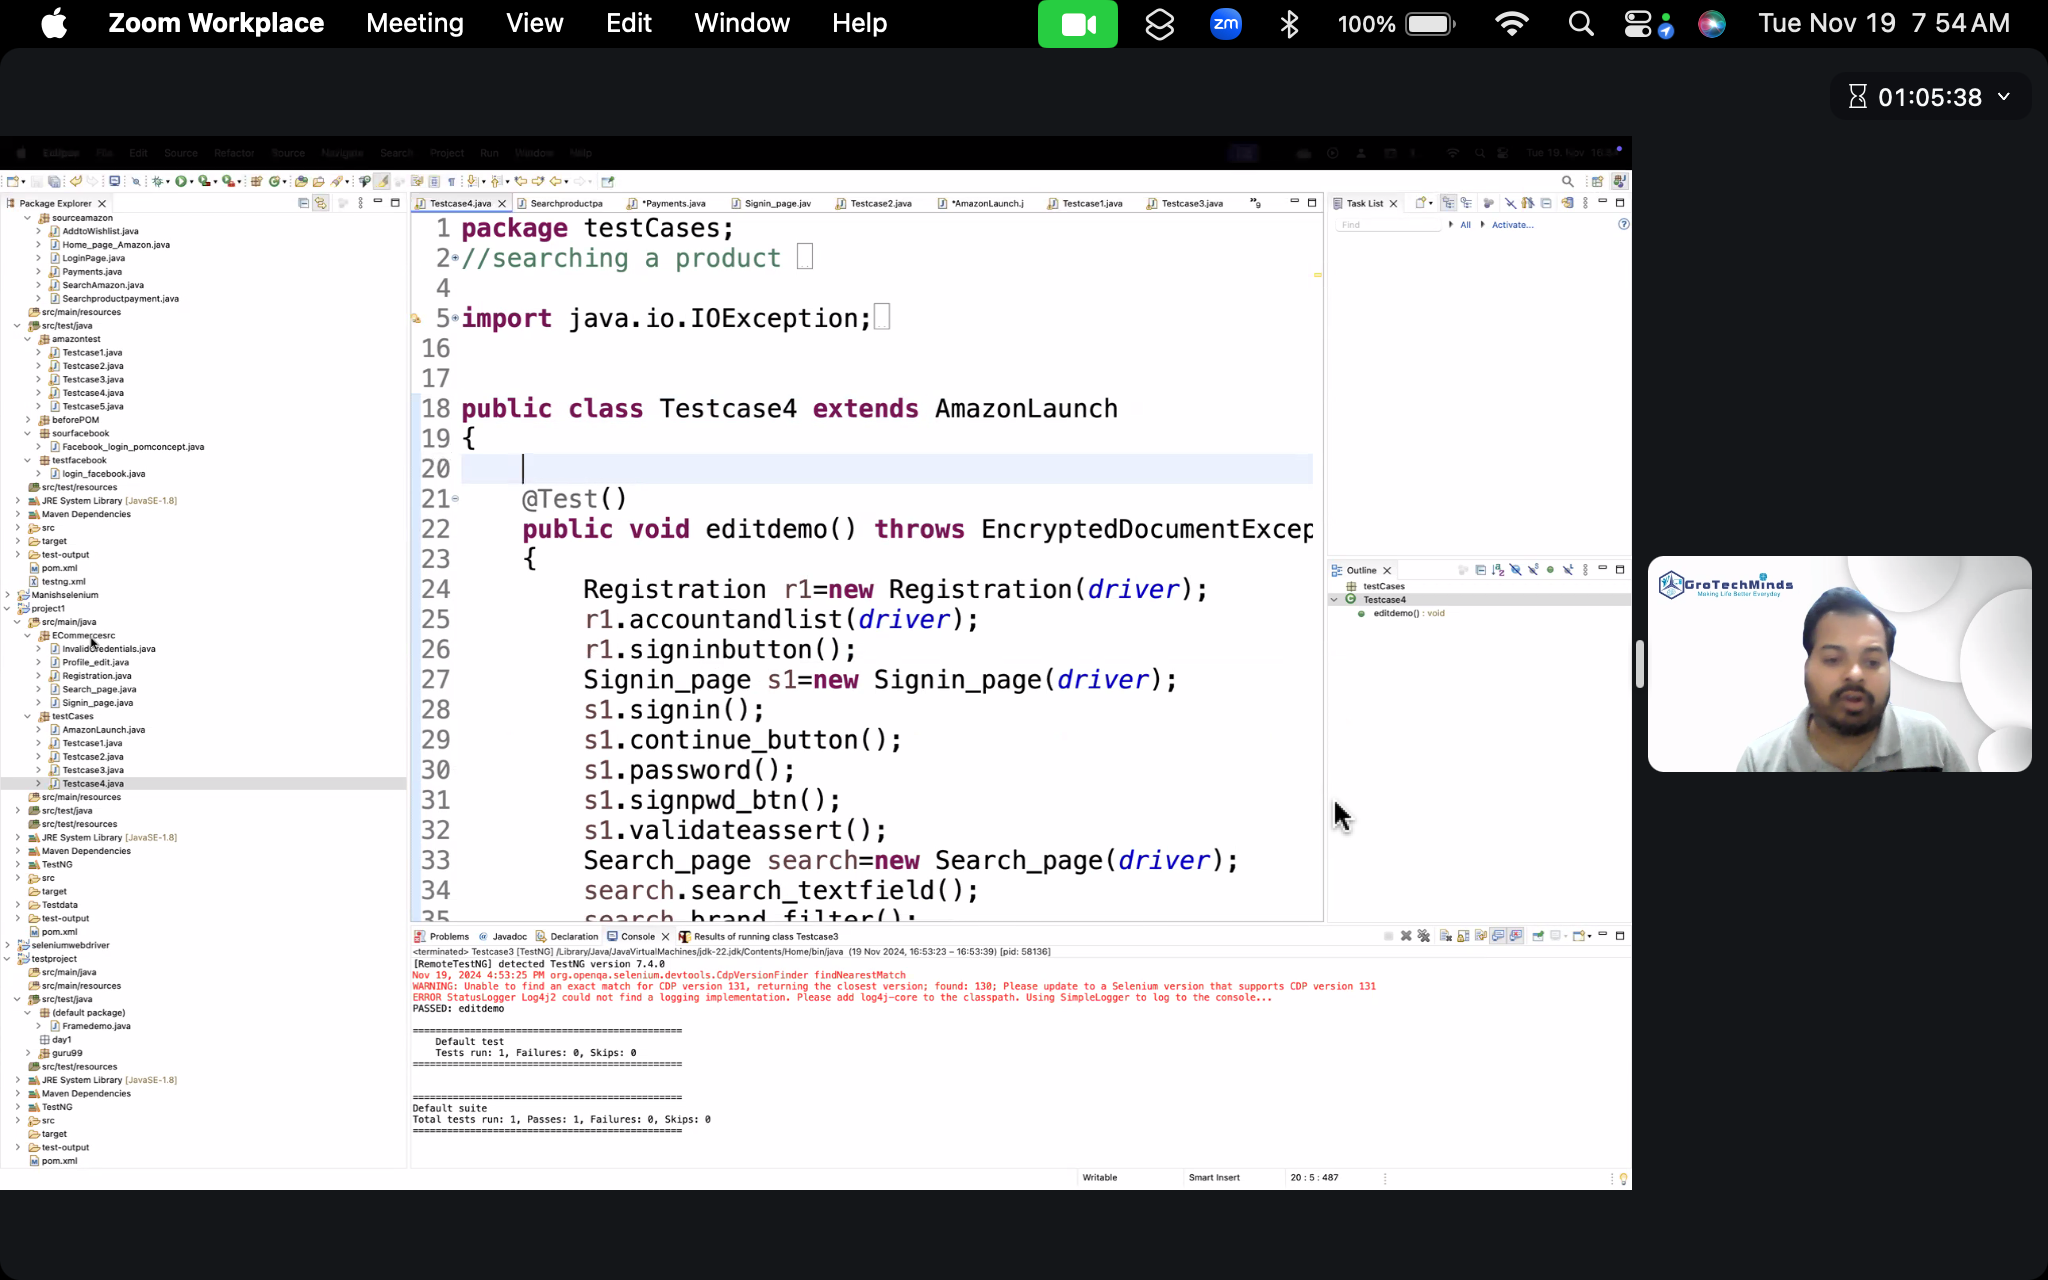 Zoom Workplace Meeting View Edit Window Help zm 100% Tue Nov 19 7 54 AM
01:05:38
File Edit Source Refactor Source Navigate Search Project Run Window Help
Package Explorer
sourceamazon
AddtoWishlist.java
Home_page_Amazon.java
LoginPage.java
Payments.java
SearchAmazon.java
Searchproductpayment.java
src/main/resources
src/test/java
amazontest
Testcase1.java
Testcase2.java
Testcase3.java
Testcase4.java
Testcase5.java
beforePOM
sourfacebook
Facebook_login_pomconcept.java
testfacebook
login_facebook.java
src/test/resources
JRE System Library [JavaSE-1.8]
Maven Dependencies
src
target
test-output
pom.xml
testng.xml
Manishselenium
project1
src/main/java
ECommercesrc
InvalidCredentials.java
Profile_edit.java
Registration.java
Search_page.java
Signin_page.java
testCases
AmazonLaunch.java
Testcase1.java
Testcase2.java
Testcase3.java
Testcase4.java
src/main/resources
src/test/java
src/test/resources
JRE System Library [JavaSE-1.8]
Maven Dependencies
TestNG
src
target
Testdata
test-output
pom.xml
seleniumwebdriver
testproject
src/main/java
src/main/resources
src/test/java
(default package)
Framedemo.java
day1
guru99
src/test/resources
JRE System Library [JavaSE-1.8]
Maven Dependencies
TestNG
src
target
test-output
pom.xml
Testcase4.java Searchproductpa *Payments.java Signin_page.jav Testcase2.java *AmazonLaunch.j Testcase1.java Testcase3.java
1 package testCases;
2 //searching a product
4
5 import java.io.IOException;
16
17
18 public class Testcase4 extends AmazonLaunch
19 {
20
21 @Test()
22 public void editdemo() throws EncryptedDocumentExcep
23 {
24 Registration r1=new Registration(driver);
25 r1.accountandlist(driver);
26 r1.signinbutton();
27 Signin_page s1=new Signin_page(driver);
28 s1.signin();
29 s1.continue_button();
30 s1.password();
31 s1.signpwd_btn();
32 s1.validateassert();
33 Search_page search=new Search_page(driver);
34 search.search_textfield();
35 search.brand_filter();
Task List
Find All Activate...
Outline
testCases
Testcase4
editdemo() : void
GroTechMinds
Making Life Better Everyday
Problems Javadoc Declaration Console Results of running class Testcase3
<terminated> Testcase3 [TestNG] /Library/Java/JavaVirtualMachines/jdk-22.jdk/Contents/Home/bin/java (19 Nov 2024, 16:53:23 – 16:53:39) [pid: 58136]
[RemoteTestNG] detected TestNG version 7.4.0
Nov 19, 2024 4:53:25 PM org.openqa.selenium.devtools.CdpVersionFinder findNearestMatch
WARNING: Unable to find an exact match for CDP version 131, returning the closest version; found: 130; Please update to a Selenium version that supports CDP version 131
ERROR StatusLogger Log4j2 could not find a logging implementation. Please add log4j-core to the classpath. Using SimpleLogger to log to the console...
PASSED: editdemo
===============================================
Default test
Tests run: 1, Failures: 0, Skips: 0
===============================================
===============================================
Default suite
Total tests run: 1, Passes: 1, Failures: 0, Skips: 0
===============================================
Writable Smart Insert 20 : 5 : 487